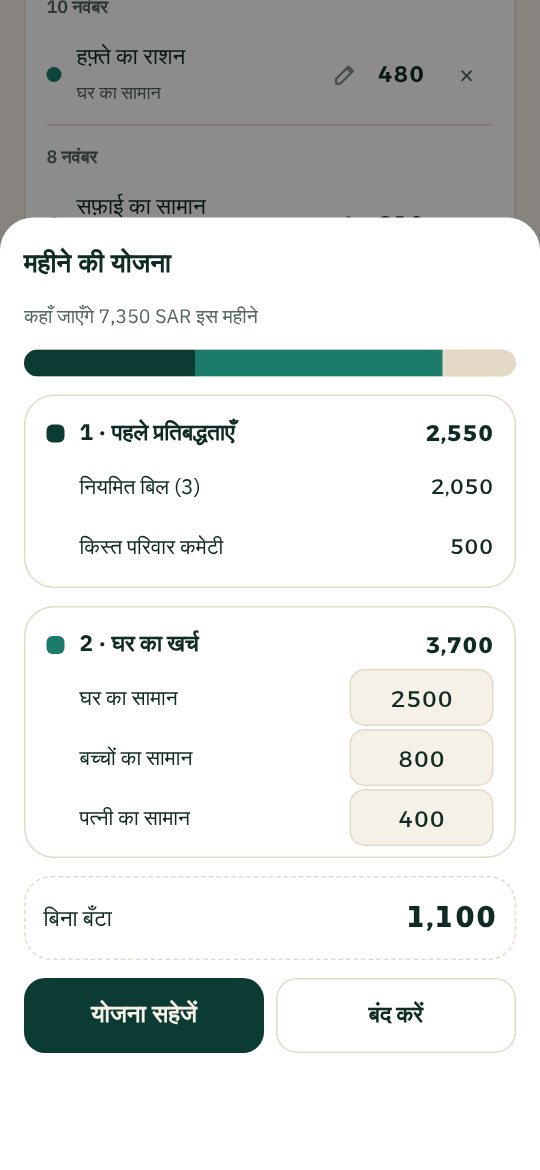 10 नवंबर
हफ़्ते का राशन
480
×
घर का सामान
8 नवंबर
सफ़ाई का सामान
महीने की योजना
कहाँ जाएँगे 7,350 SAR इस महीने
1 · पहले प्रतिबद्धताएँ 2,550
नियमित बिल (3) 2,050
किस्त परिवार कमेटी 500
2 · घर का खर्च 3,700
घर का सामान 2500
बच्चों का सामान 800
पत्नी का सामान 400
बिना बँटा 1,100
योजना सहेजें
बंद करें